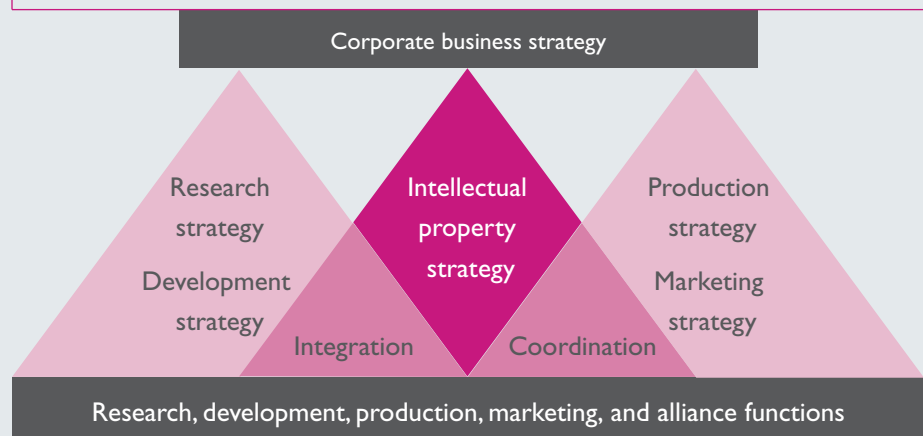 Corporate business strategy
Research
strategy
Development
strategy
Intellectual
property
strategy
Production
strategy
Marketing
strategy
Integration
Coordination
Research, development, production, marketing, and alliance functions